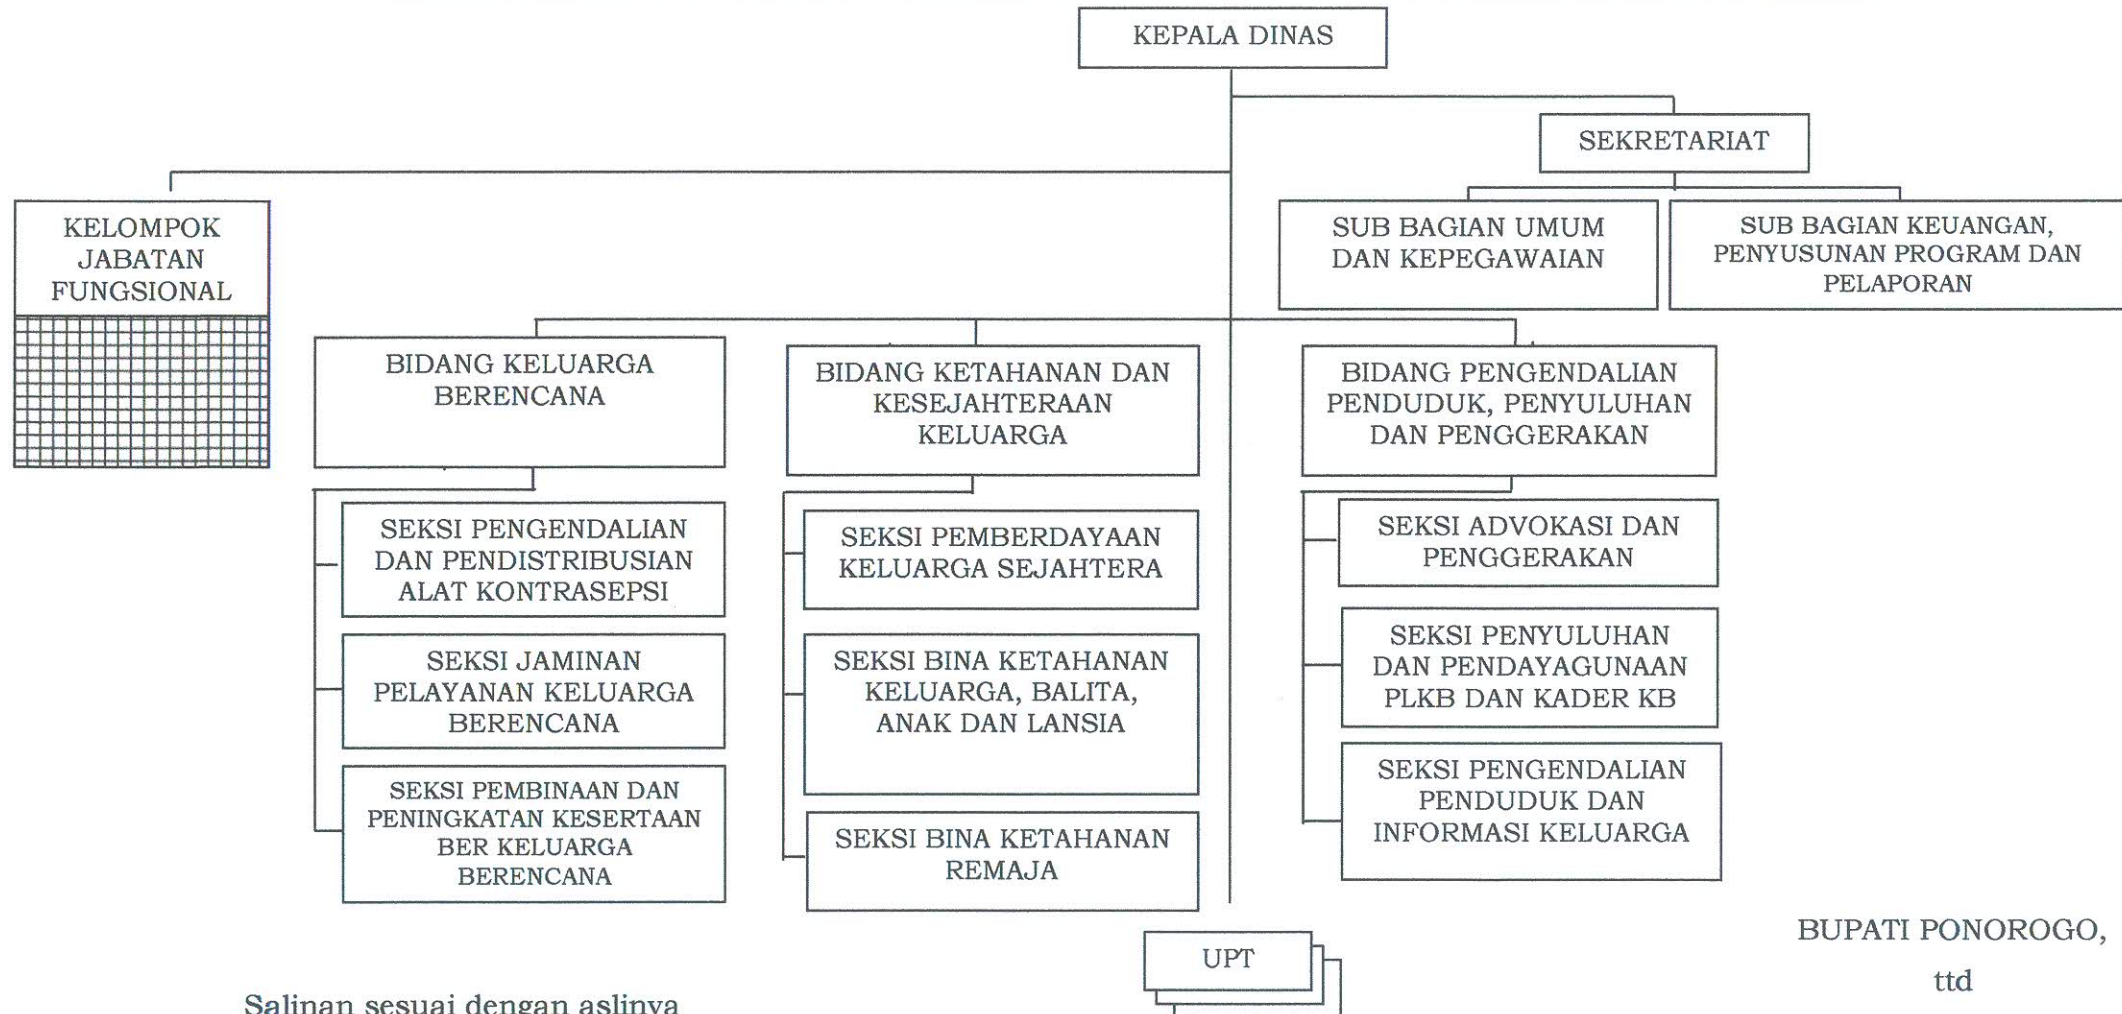 KEPALA DINAS
SEKRETARIAT
KELOMPOK
JABATAN
FUNGSIONAL
SUB BAGIAN UMUM
DAN KEPEGAWAIAN
SUB BAGIAN KEUANGAN,
PENYUSUNAN PROGRAM DAN
PELAPORAN
BIDANG KELUARGA
BERENCANA
BIDANG KETAHANAN DAN
KESEJAHTERAAN
KELUARGA
BIDANG PENGENDALIAN
PENDUDUK, PENYULUHAN
DAN PENGGERAKAN
SEKSI PENGENDALIAN
DAN PENDISTRIBUSIAN
ALAT KONTRASEPSI
SEKSI JAMINAN
PELAYANAN KELUARGA
BERENCANA
SEKSI PEMBINAAN DAN
PENINGKATAN KESERTAAN
BER KELUARGA
BERENCANA
SEKSI PEMBERDAYAAN
KELUARGA SEJAHTERA
SEKSI BINA KETAHANAN
KELUARGA, BALITA,
ANAK DAN LANSIA
SEKSI BINA KETAHANAN
REMAJA
SEKSI ADVOKASI DAN
PENGGERAKAN
SEKSI PENYULUHAN
DAN PENDAYAGUNAAN
PLKB DAN KADER KB
SEKSI PENGENDALIAN
PENDUDUK DAN
INFORMASI KELUARGA
UPT
BUPATI PONOROGO,
ttd
Salinan sesuai dengan aslinya